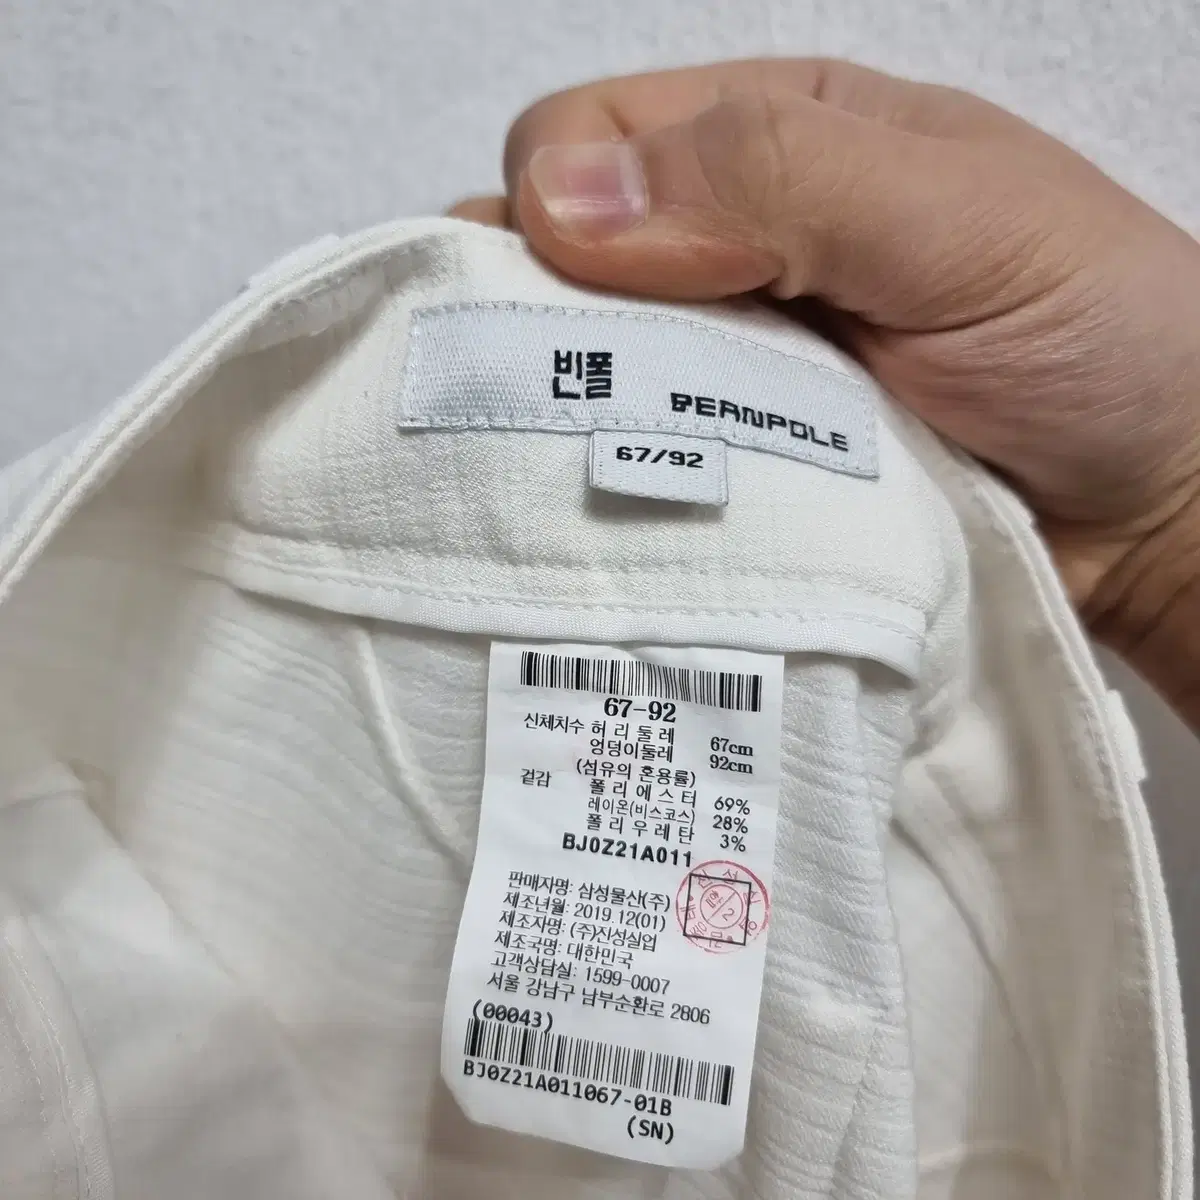 빈폴 BEANPOLE
67/92
67-92
신체치수 허리둘레 67cm
엉덩이둘레 92cm
(섬유의 혼용률)
겉감 폴리에스터 69%
레이온(비스코스) 28%
폴리우레탄 3%
BJ0Z21A011
판매자명: 삼성물산(주)
제조년월: 2019.12(01)
제조자명: (주)진성실업
제조국명: 대한민국
고객상담실: 1599-0007
서울 강남구 남부순환로 2806
(00043)
BJ0Z21A011067-01B
(SN)